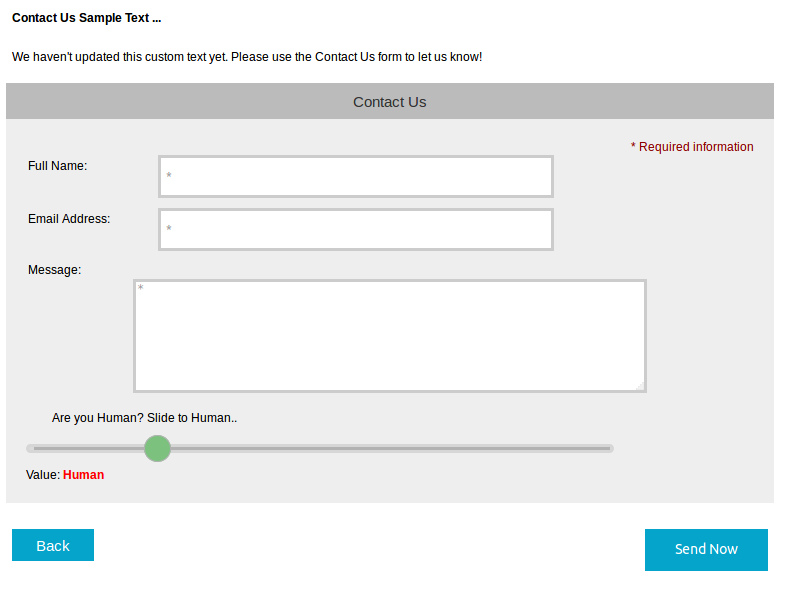 Contact Us Sample Text ...
We haven't updated this custom text yet. Please use the Contact Us form to let us know!
Contact Us
* Required information
Full Name:
*
Email Address:
*
Message:
*
Are you Human? Slide to Human..
Value: Human
Back
Send Now